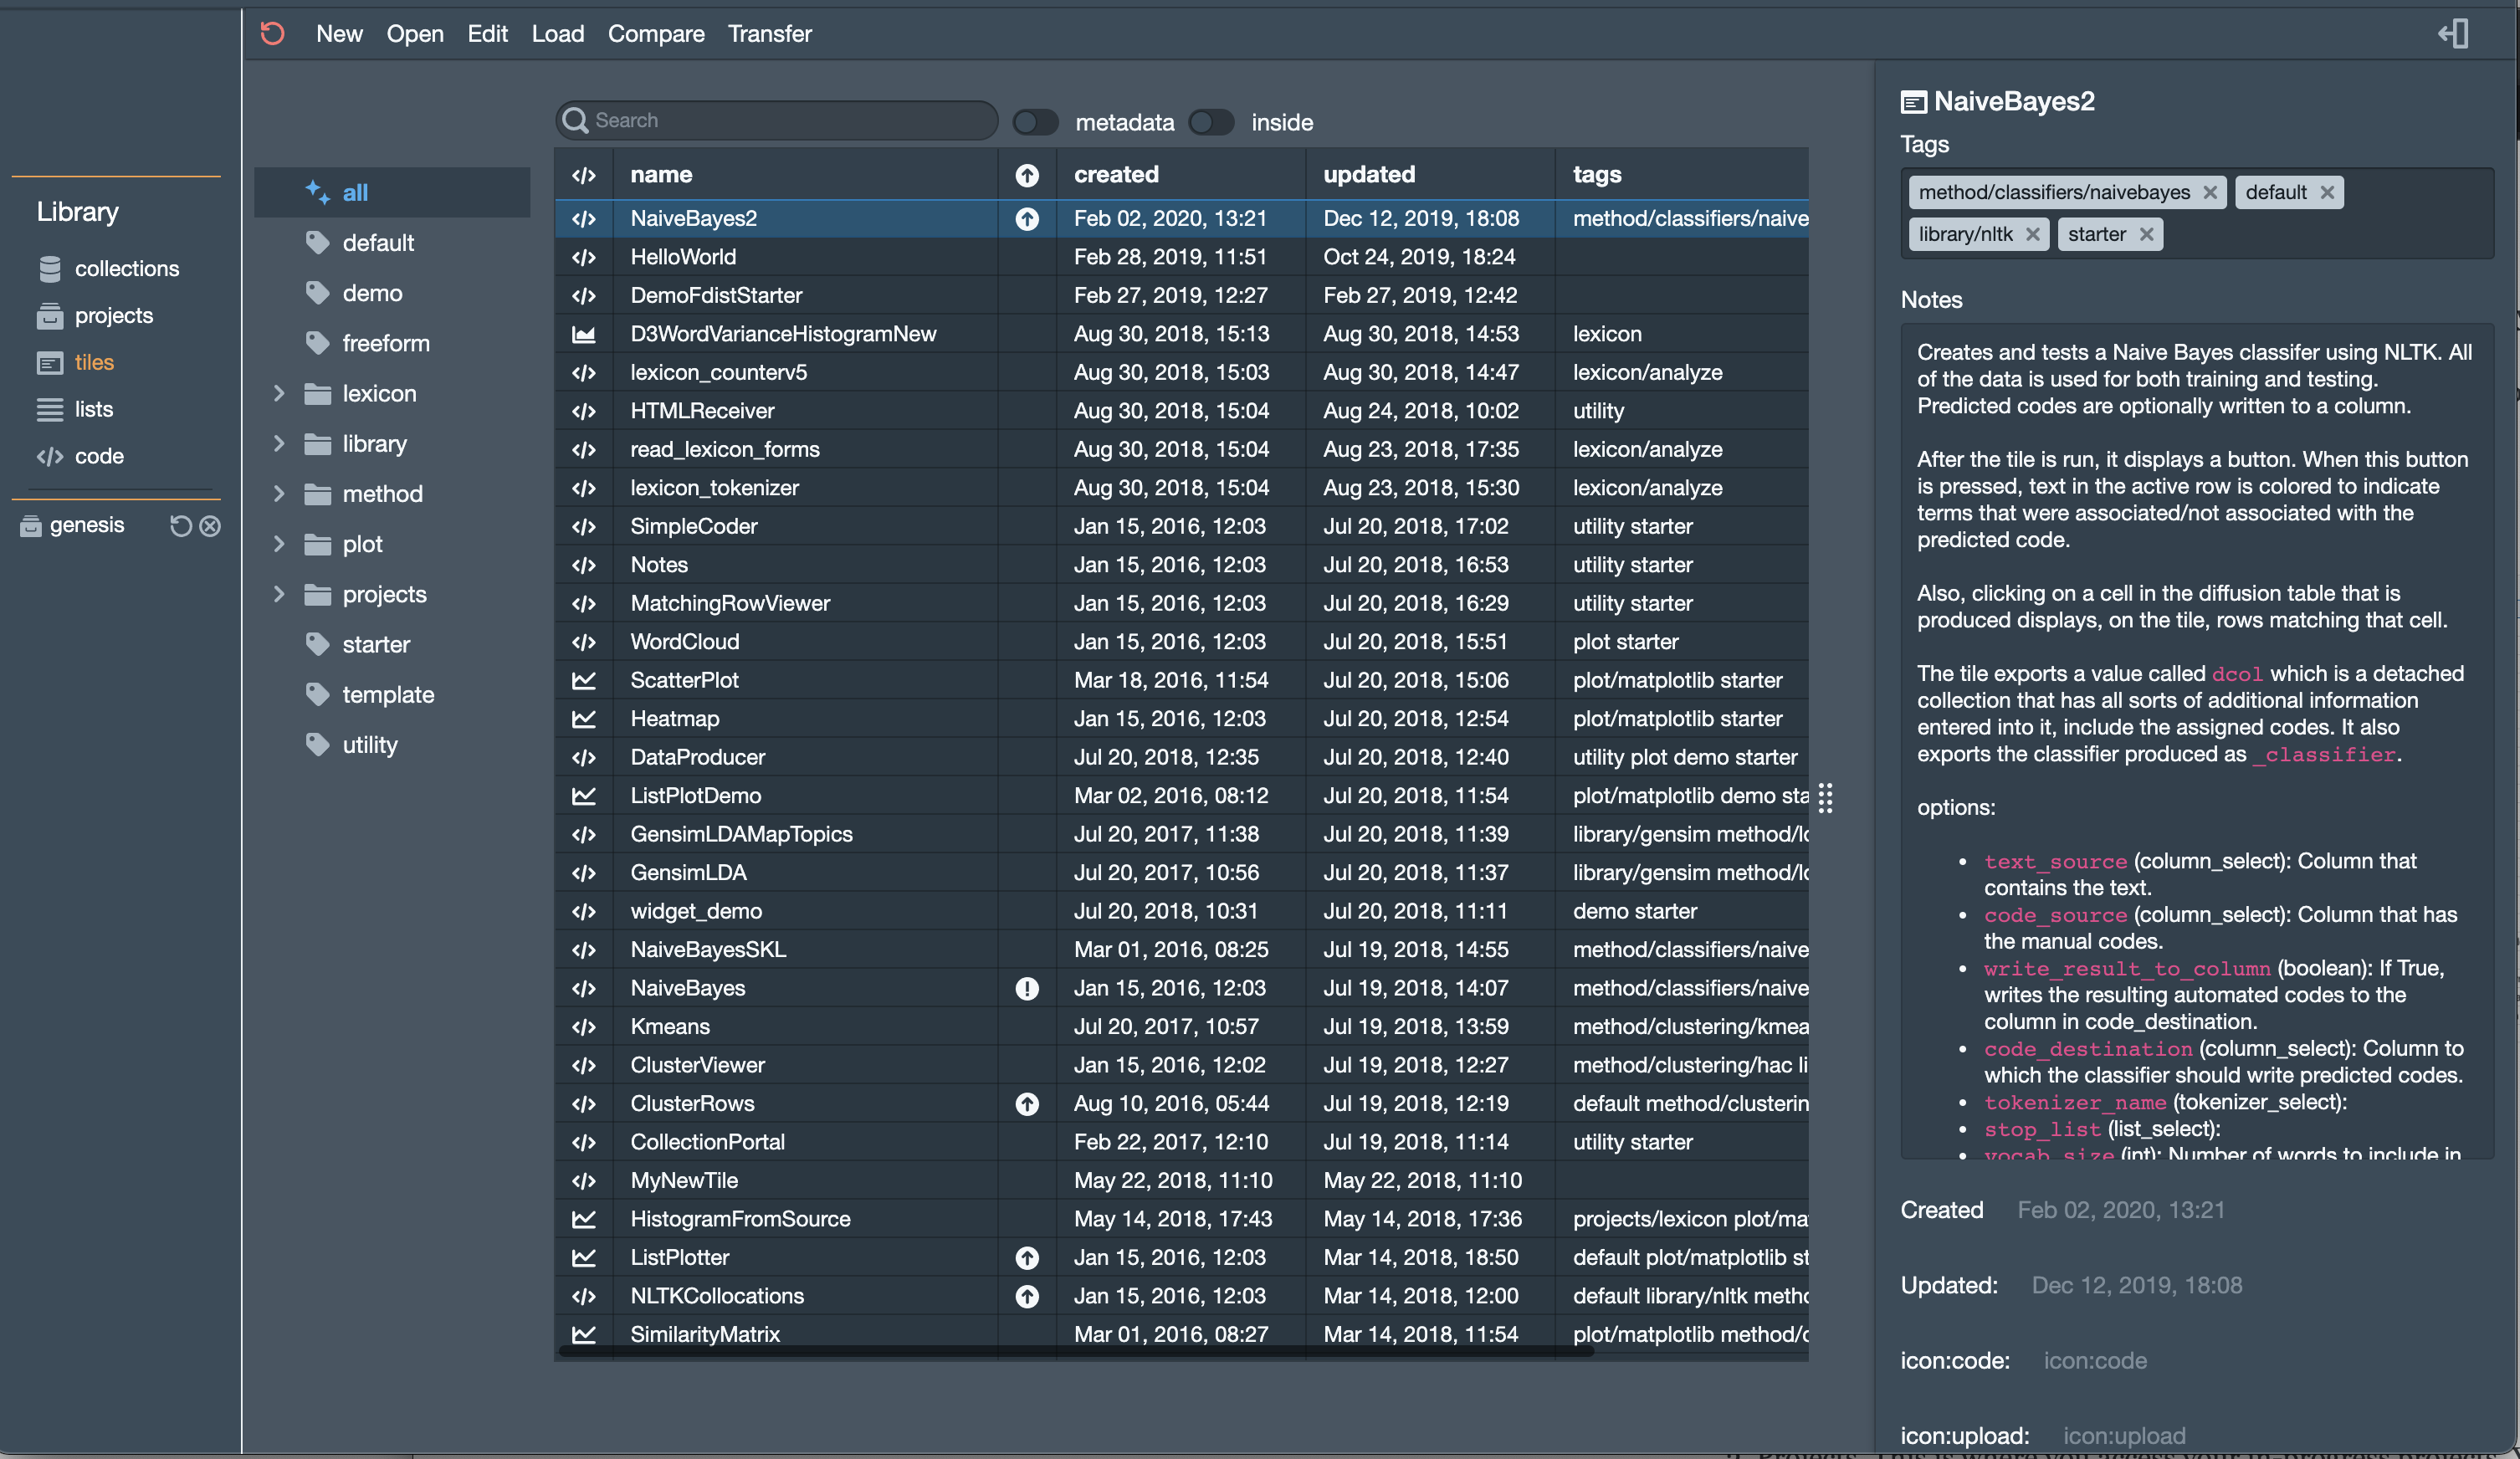 New Open Edit Load Compare Transfer
Library
collections
projects
tiles
lists
code
genesis
all
default
demo
freeform
lexicon
library
method
plot
projects
starter
template
utility
Search metadata inside
name created updated tags
NaiveBayes2 Feb 02, 2020, 13:21 Dec 12, 2019, 18:08 method/classifiers/naive
HelloWorld Feb 28, 2019, 11:51 Oct 24, 2019, 18:24
DemoFdistStarter Feb 27, 2019, 12:27 Feb 27, 2019, 12:42
D3WordVarianceHistogramNew Aug 30, 2018, 15:13 Aug 30, 2018, 14:53 lexicon
lexicon_counterv5 Aug 30, 2018, 15:03 Aug 30, 2018, 14:47 lexicon/analyze
HTMLReceiver Aug 30, 2018, 15:04 Aug 24, 2018, 10:02 utility
read_lexicon_forms Aug 30, 2018, 15:04 Aug 23, 2018, 17:35 lexicon/analyze
lexicon_tokenizer Aug 30, 2018, 15:04 Aug 23, 2018, 15:30 lexicon/analyze
SimpleCoder Jan 15, 2016, 12:03 Jul 20, 2018, 17:02 utility starter
Notes Jan 15, 2016, 12:03 Jul 20, 2018, 16:53 utility starter
MatchingRowViewer Jan 15, 2016, 12:03 Jul 20, 2018, 16:29 utility starter
WordCloud Jan 15, 2016, 12:03 Jul 20, 2018, 15:51 plot starter
ScatterPlot Mar 18, 2016, 11:54 Jul 20, 2018, 15:06 plot/matplotlib starter
Heatmap Jan 15, 2016, 12:03 Jul 20, 2018, 12:54 plot/matplotlib starter
DataProducer Jul 20, 2018, 12:35 Jul 20, 2018, 12:40 utility plot demo starter
ListPlotDemo Mar 02, 2016, 08:12 Jul 20, 2018, 11:54 plot/matplotlib demo sta
GensimLDAMapTopics Jul 20, 2017, 11:38 Jul 20, 2018, 11:39 library/gensim method/lo
GensimLDA Jul 20, 2017, 10:56 Jul 20, 2018, 11:37 library/gensim method/lo
widget_demo Jul 20, 2018, 10:31 Jul 20, 2018, 11:11 demo starter
NaiveBayesSKL Mar 01, 2016, 08:25 Jul 19, 2018, 14:55 method/classifiers/naive
NaiveBayes Jan 15, 2016, 12:03 Jul 19, 2018, 14:07 method/classifiers/naive
Kmeans Jul 20, 2017, 10:57 Jul 19, 2018, 13:59 method/clustering/kmea
ClusterViewer Jan 15, 2016, 12:02 Jul 19, 2018, 12:27 method/clustering/hac li
ClusterRows Aug 10, 2016, 05:44 Jul 19, 2018, 12:19 default method/clusterin
CollectionPortal Feb 22, 2017, 12:10 Jul 19, 2018, 11:14 utility starter
MyNewTile May 22, 2018, 11:10 May 22, 2018, 11:10
HistogramFromSource May 14, 2018, 17:43 May 14, 2018, 17:36 projects/lexicon plot/ma
ListPlotter Jan 15, 2016, 12:03 Mar 14, 2018, 18:50 default plot/matplotlib st
NLTKCollocations Jan 15, 2016, 12:03 Mar 14, 2018, 12:00 default library/nltk metho
SimilarityMatrix Mar 01, 2016, 08:27 Mar 14, 2018, 11:54 plot/matplotlib method/c
NaiveBayes2
Tags
method/classifiers/naivebayes default
library/nltk starter
Notes
Creates and tests a Naive Bayes classifer using NLTK. All
of the data is used for both training and testing.
Predicted codes are optionally written to a column.
After the tile is run, it displays a button. When this button
is pressed, text in the active row is colored to indicate
terms that were associated/not associated with the
predicted code.
Also, clicking on a cell in the diffusion table that is
produced displays, on the tile, rows matching that cell.
The tile exports a value called dcol which is a detached
collection that has all sorts of additional information
entered into it, include the assigned codes. It also
exports the classifier produced as _classifier.
options:
• text_source (column_select): Column that
contains the text.
• code_source (column_select): Column that has
the manual codes.
• write_result_to_column (boolean): If True,
writes the resulting automated codes to the
column in code_destination.
• code_destination (column_select): Column to
which the classifier should write predicted codes.
• tokenizer_name (tokenizer_select):
• stop_list (list_select):
• vocab_size (int): Number of words to include in
Created Feb 02, 2020, 13:21
Updated: Dec 12, 2019, 18:08
icon:code: icon:code
icon:upload: icon:upload